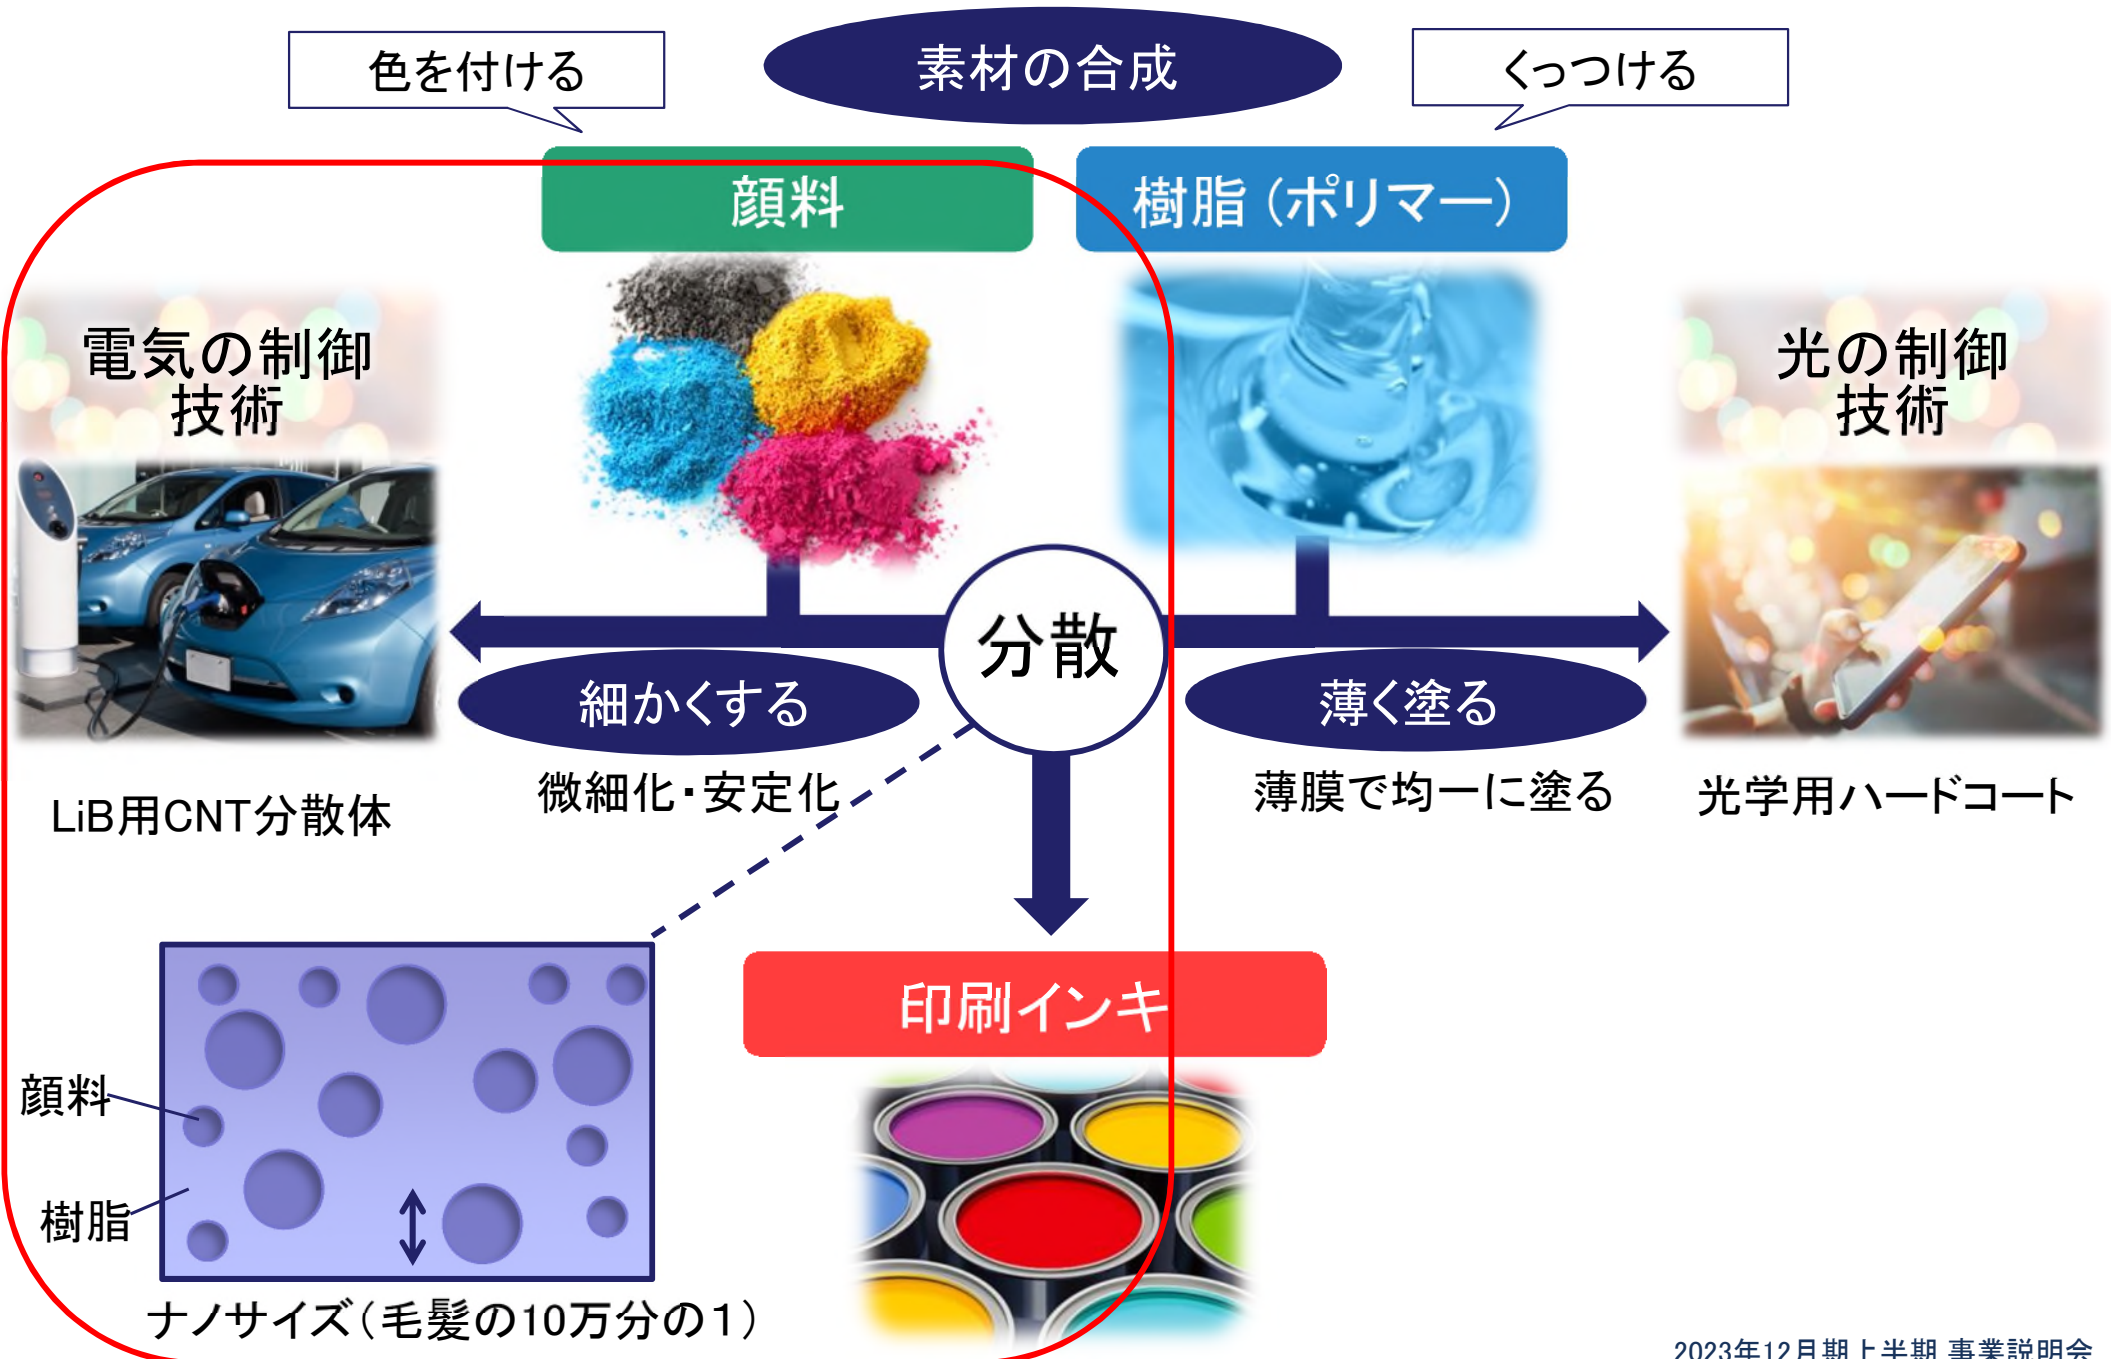 素材の合成
色を付ける
くっつける
顔料
樹脂(ポリマー)
電気の制御
技術
光の制御
技術
分散
細かくする
薄く塗る
微細化・安定化
薄膜で均一に塗る
LiB用CNT分散体
光学用ハードコート
印刷インキ
顔料
樹脂
ナノサイズ(毛髪の10万分の1)
2023年12月期上半期 事業説明会